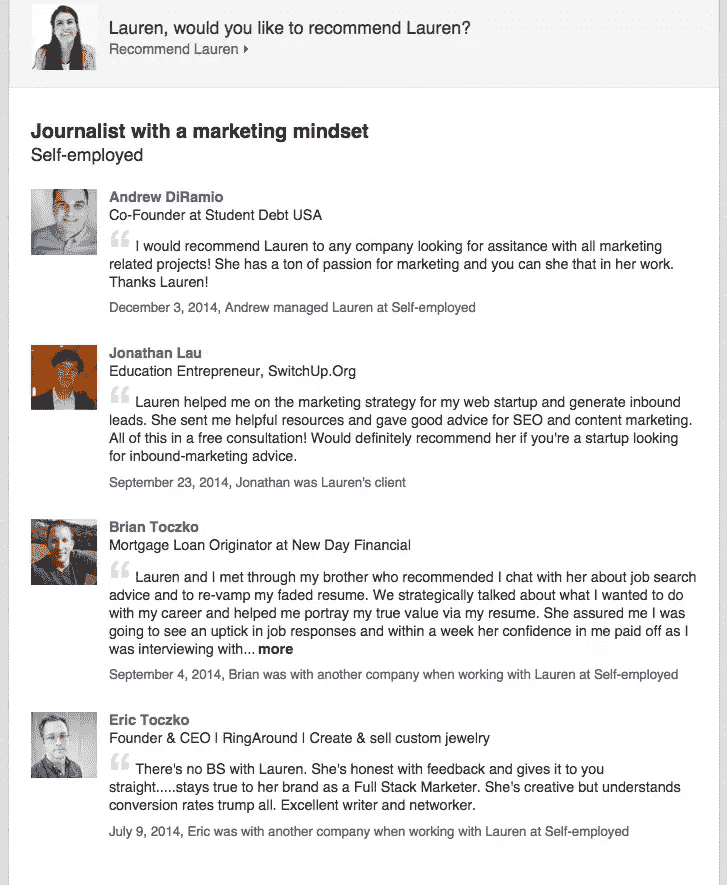 Lauren, would you like to recommend Lauren?
Recommend Lauren
Journalist with a marketing mindset
Self-employed
Andrew DiRamio
Co-Founder at Student Debt USA
“ I would recommend Lauren to any company looking for assitance with all marketing
related projects! She has a ton of passion for marketing and you can she that in her work.
Thanks Lauren!
December 3, 2014, Andrew managed Lauren at Self-employed
Jonathan Lau
Education Entrepreneur, SwitchUp.Org
“ Lauren helped me on the marketing strategy for my web startup and generate inbound
leads. She sent me helpful resources and gave good advice for SEO and content marketing.
All of this in a free consultation! Would definitely recommend her if you're a startup looking
for inbound-marketing advice.
September 23, 2014, Jonathan was Lauren's client
Brian Toczko
Mortgage Loan Originator at New Day Financial
“ Lauren and I met through my brother who recommended I chat with her about job search
advice and to re-vamp my faded resume. We strategically talked about what I wanted to do
with my career and helped me portray my true value via my resume. She assured me I was
going to see an uptick in job responses and within a week her confidence in me paid off as I
was interviewing with... more
September 4, 2014, Brian was with another company when working with Lauren at Self-employed
Eric Toczko
Founder & CEO | RingAround | Create & sell custom jewelry
“ There's no BS with Lauren. She's honest with feedback and gives it to you
straight.....stays true to her brand as a Full Stack Marketer. She's creative but understands
conversion rates trump all. Excellent writer and networker.
July 9, 2014, Eric was with another company when working with Lauren at Self-employed